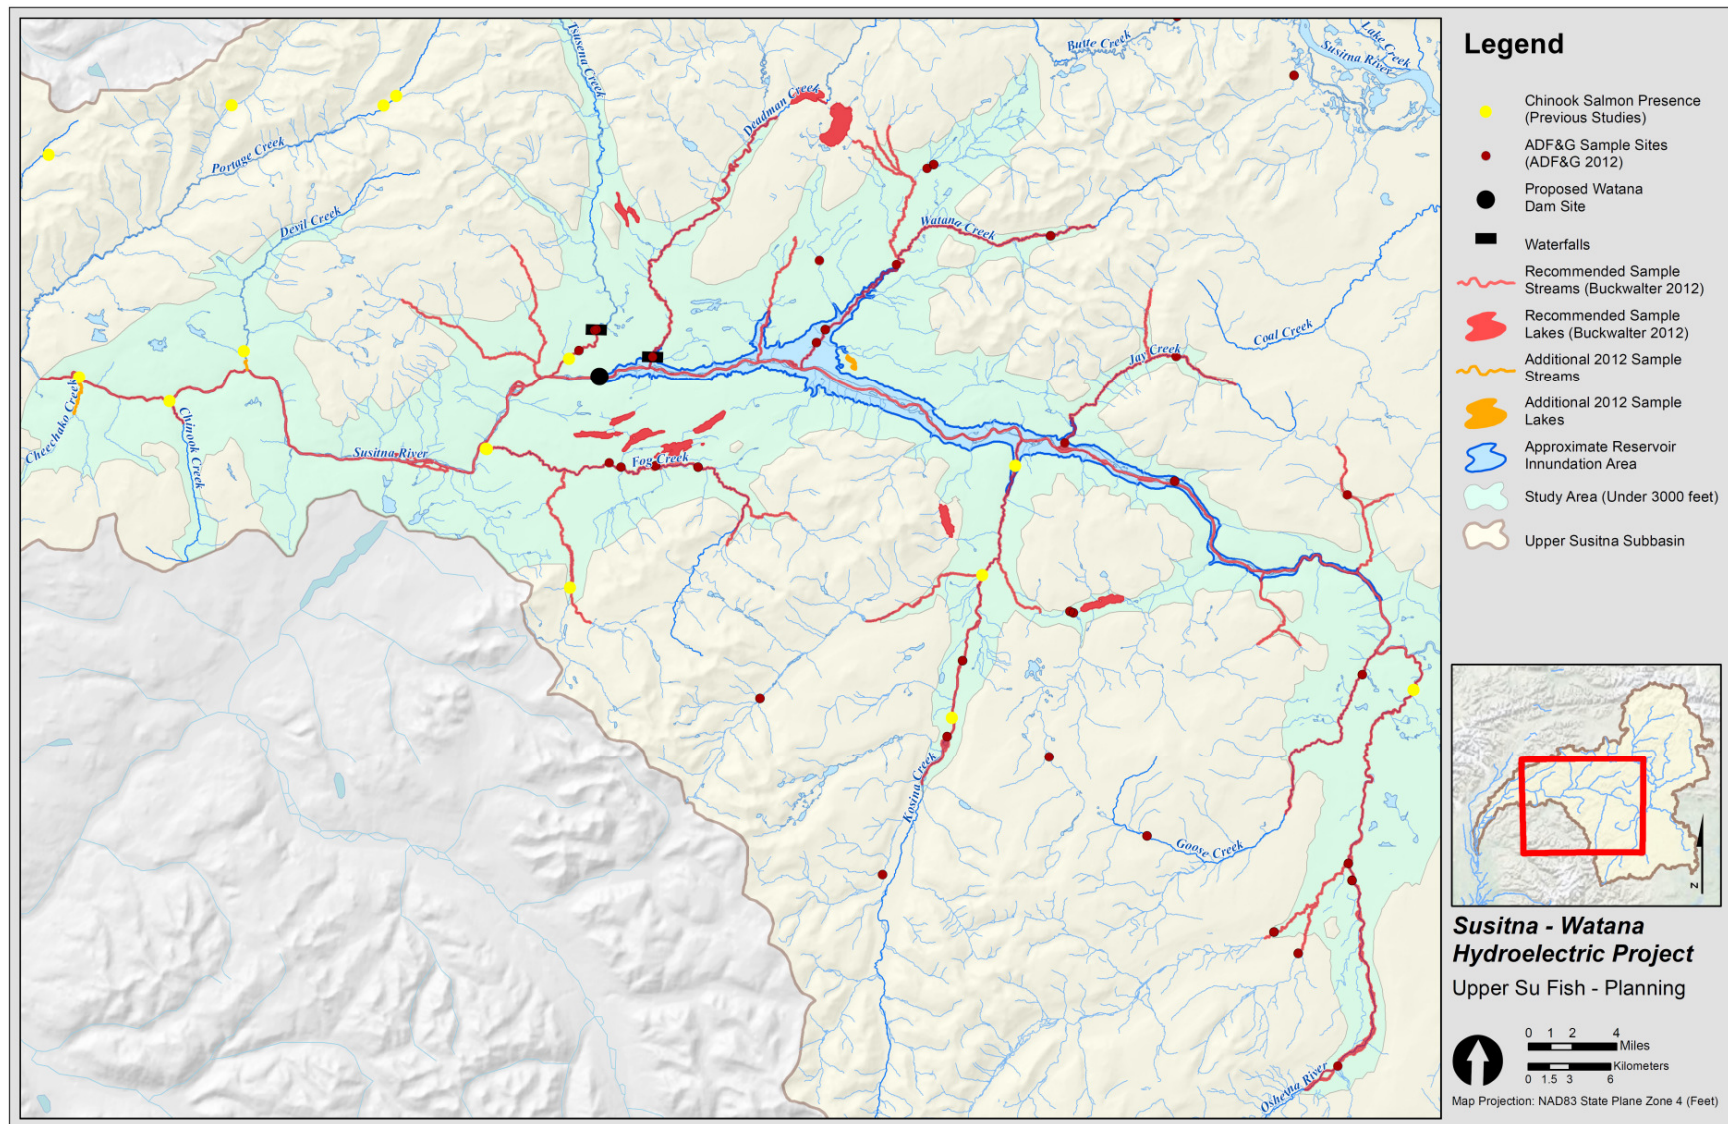 Tsusena Creek
Butte Creek
Lake Creek
Susitna River
Deadman Creek
Portage Creek
Devil Creek
Watana Creek
Coal Creek
Jay Creek
Cheechako Creek
Chinook Creek
Susitna River
Fog Creek
Kosina Creek
Goose Creek
Oshetna River
Legend
Chinook Salmon Presence
(Previous Studies)
ADF&G Sample Sites
(ADF&G 2012)
Proposed Watana
Dam Site
Waterfalls
Recommended Sample
Streams (Buckwalter 2012)
Recommended Sample
Lakes (Buckwalter 2012)
Additional 2012 Sample
Streams
Additional 2012 Sample
Lakes
Approximate Reservoir
Innundation Area
Study Area (Under 3000 feet)
Upper Susitna Subbasin
N
Susitna - Watana
Hydroelectric Project
Upper Su Fish - Planning
0 1 2 4
Miles
Kilometers
0 1.5 3 6
Map Projection: NAD83 State Plane Zone 4 (Feet)